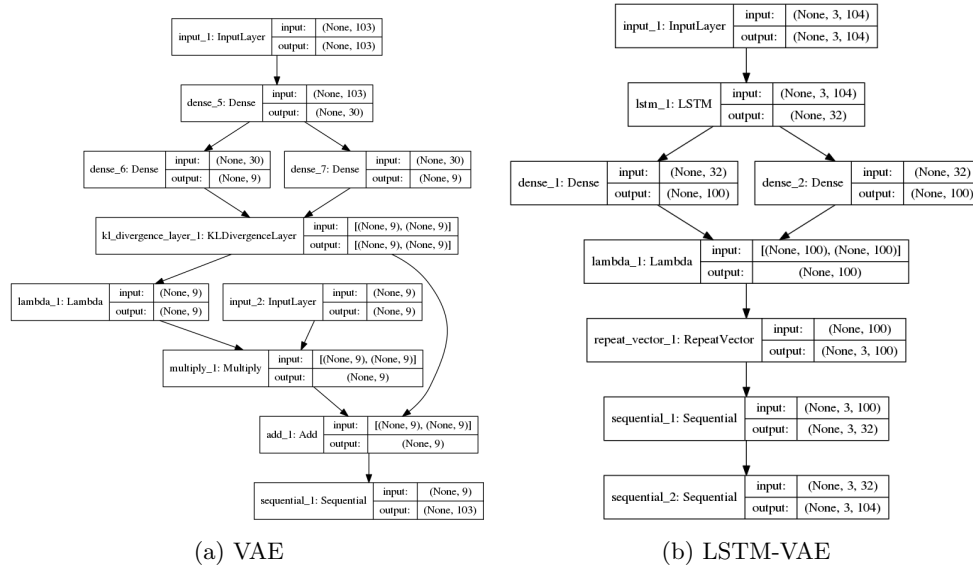 input_1: InputLayer
input: (None, 103)
output: (None, 103)
dense_5: Dense
input: (None, 103)
output: (None, 30)
dense_6: Dense
input: (None, 30)
output: (None, 9)
dense_7: Dense
input: (None, 30)
output: (None, 9)
kl_divergence_layer_1: KLDivergenceLayer
input: [(None, 9), (None, 9)]
output: [(None, 9), (None, 9)]
lambda_1: Lambda
input: (None, 9)
output: (None, 9)
input_2: InputLayer
input: (None, 9)
output: (None, 9)
multiply_1: Multiply
input: [(None, 9), (None, 9)]
output: (None, 9)
add_1: Add
input: [(None, 9), (None, 9)]
output: (None, 9)
sequential_1: Sequential
input: (None, 9)
output: (None, 103)
(a) VAE
input_1: InputLayer
input: (None, 3, 104)
output: (None, 3, 104)
lstm_1: LSTM
input: (None, 3, 104)
output: (None, 32)
dense_1: Dense
input: (None, 32)
output: (None, 100)
dense_2: Dense
input: (None, 32)
output: (None, 100)
lambda_1: Lambda
input: [(None, 100), (None, 100)]
output: (None, 100)
repeat_vector_1: RepeatVector
input: (None, 100)
output: (None, 3, 100)
sequential_1: Sequential
input: (None, 3, 100)
output: (None, 3, 32)
sequential_2: Sequential
input: (None, 3, 32)
output: (None, 3, 104)
(b) LSTM-VAE